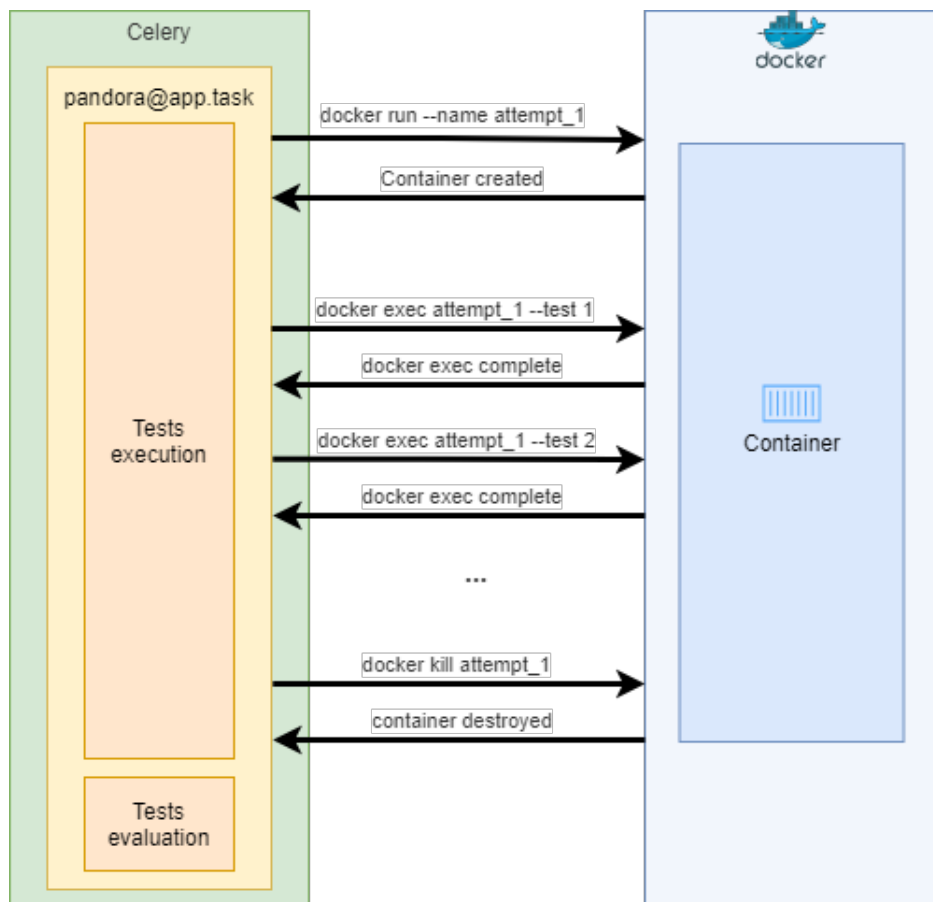 Celery
docker
pandora@app.task
docker run --name attempt_1
Container created
docker exec attempt_1 --test 1
docker exec complete
Tests
execution
docker exec attempt_1 --test 2
Container
docker exec complete
...
docker kill attempt_1
container destroyed
Tests
evaluation